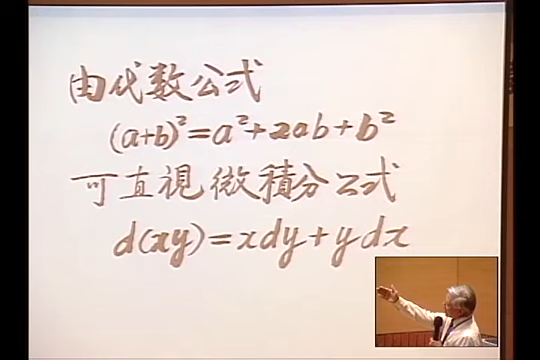 由代数公式
(a+b)²=a²+2ab+b²
可直視微積分公式
d(xy)=xdy+ydx